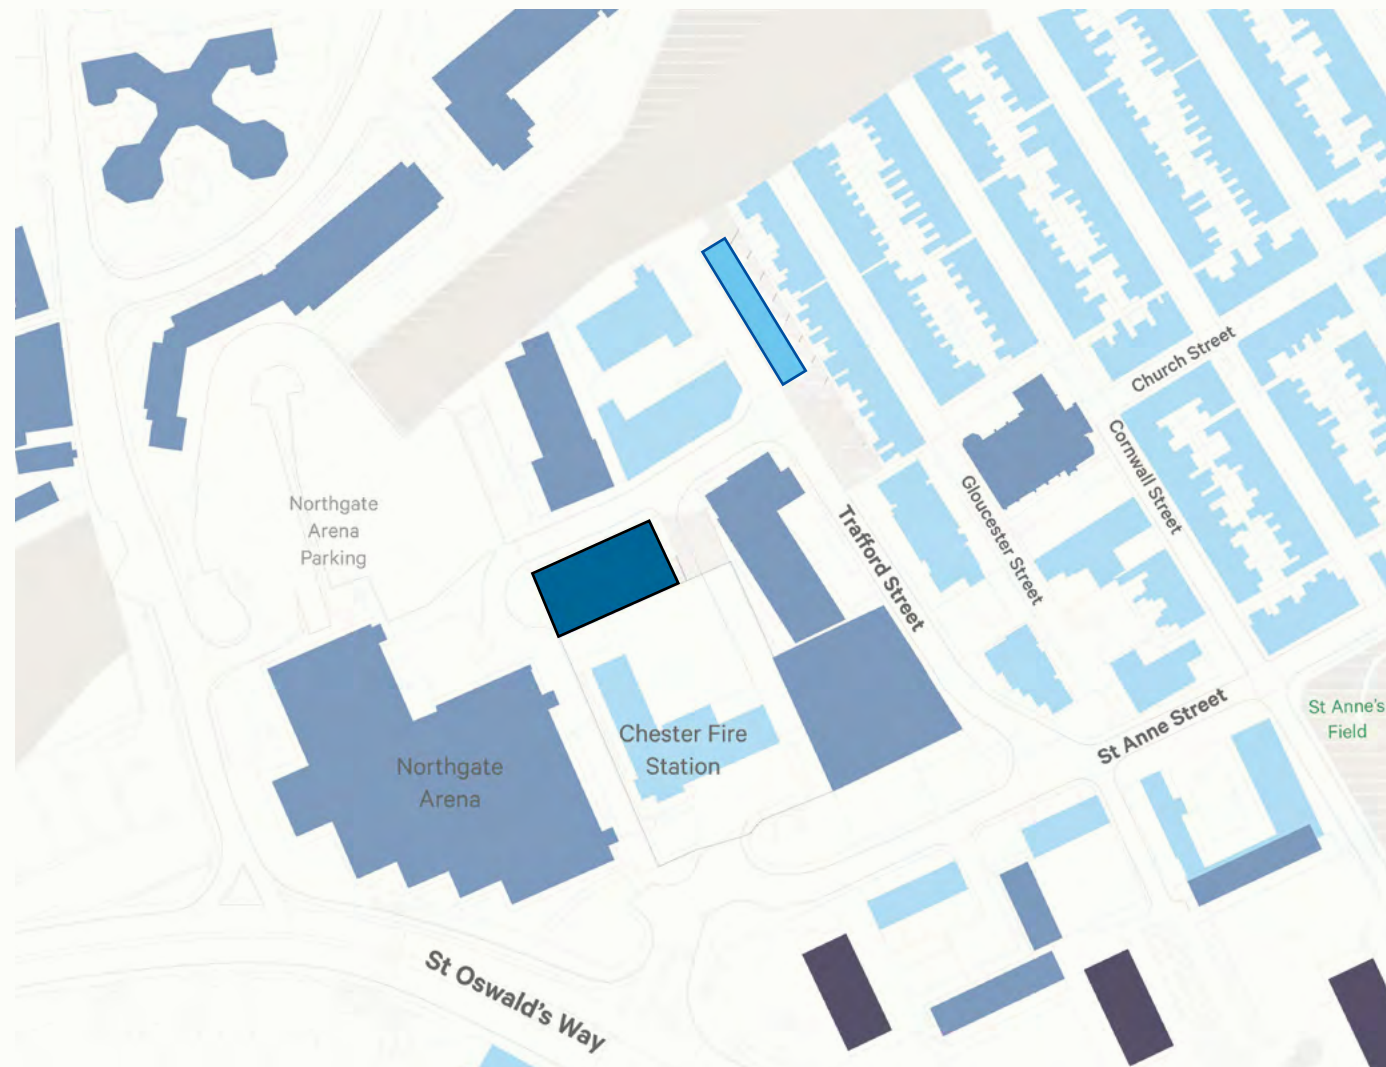 Church Street
Cornwall Street
Gloucester Street
Northgate
Arena
Parking
Trafford Street
St Anne's
Field
St Anne Street
Chester Fire
Station
Northgate
Arena
St Oswald's Way